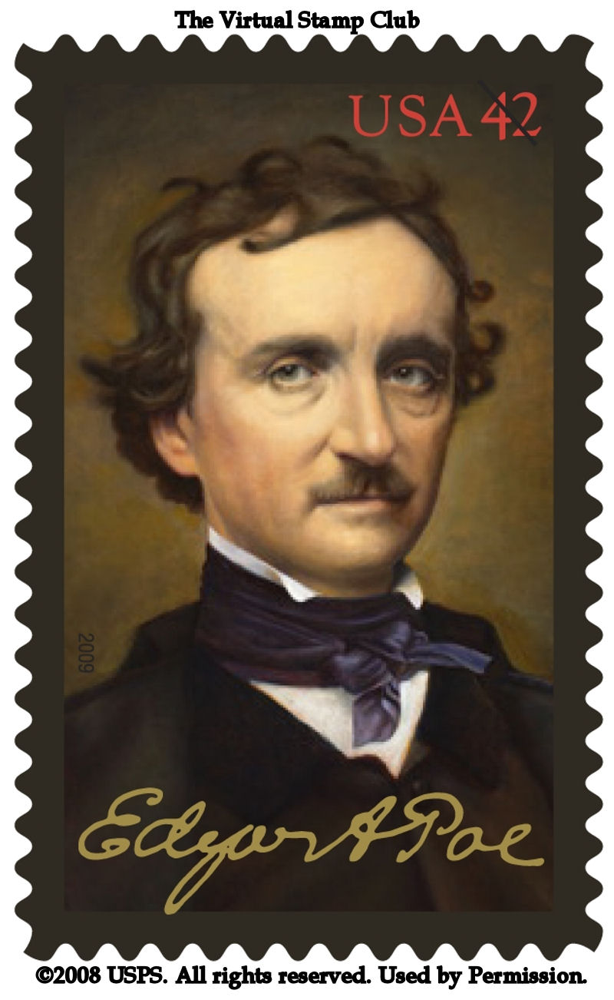 The Virtual Stamp Club
USA 42
2009
Edgar A Poe
©2008 USPS. All rights reserved. Used by Permission.